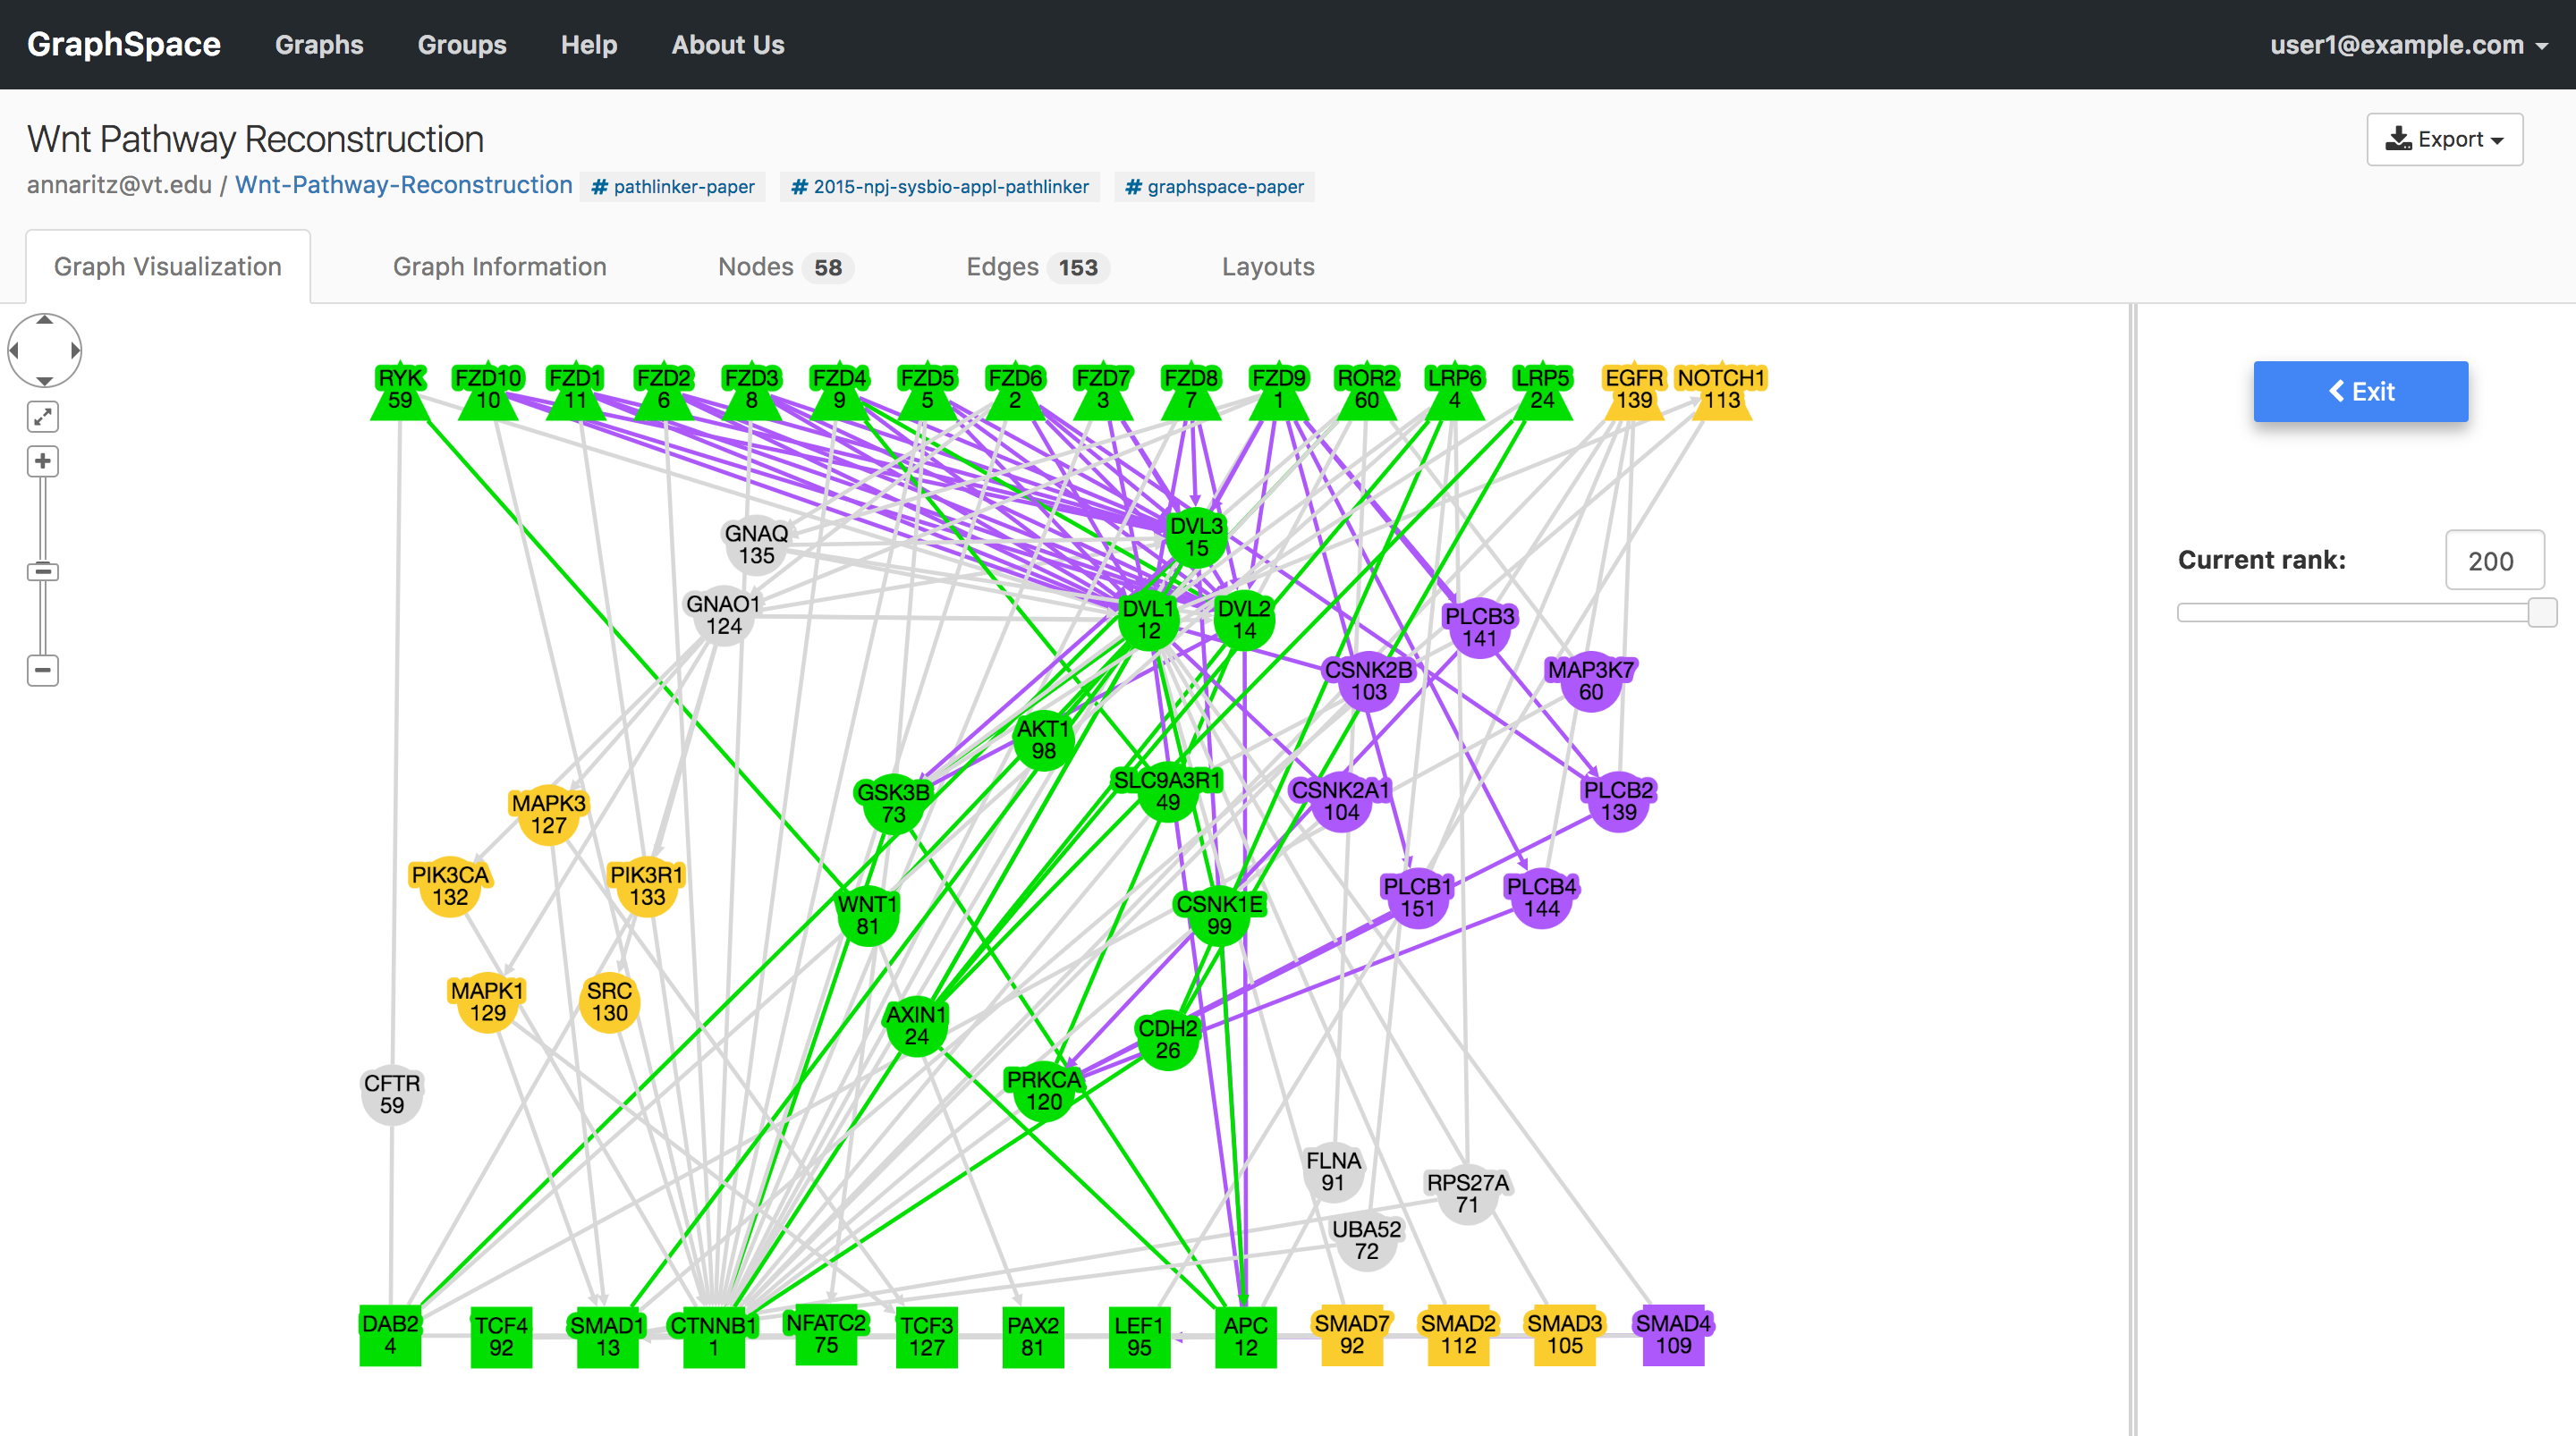 GraphSpace Graphs Groups Help About Us user1@example.com
Wnt Pathway Reconstruction
Export
annaritz@vt.edu / Wnt-Pathway-Reconstruction # pathlinker-paper # 2015-npj-sysbio-appl-pathlinker # graphspace-paper
Graph Visualization Graph Information Nodes 58 Edges 153 Layouts
Exit
Current rank: 200
RYK FZD10 FZD1 FZD2 FZD3 FZD4 FZD5 FZD6 FZD7 FZD8 FZD9 ROR2 LRP6 LRP5 EGFR NOTCH1
59 10 11 6 8 9 5 2 3 7 1 60 4 24 139 113
DVL3
15
GNAQ
135
GNAO1
124
DVL1
12
DVL2
14
PLCB3
141
CSNK2B
103
MAP3K7
60
AKT1
98
SLC9A3R1
49
GSK3B
73
CSNK2A1
104
PLCB2
139
MAPK3
127
PIK3CA
132
PIK3R1
133
WNT1
81
CSNK1E
99
PLCB1
151
PLCB4
144
MAPK1
129
SRC
130
AXIN1
24
CDH2
26
PRKCA
120
CFTR
59
FLNA
91
RPS27A
71
UBA52
72
DAB2 TCF4 SMAD1 CTNNB1 NFATC2 TCF3 PAX2 LEF1 APC SMAD7 SMAD2 SMAD3 SMAD4
4 92 13 1 75 127 81 95 12 92 112 105 109